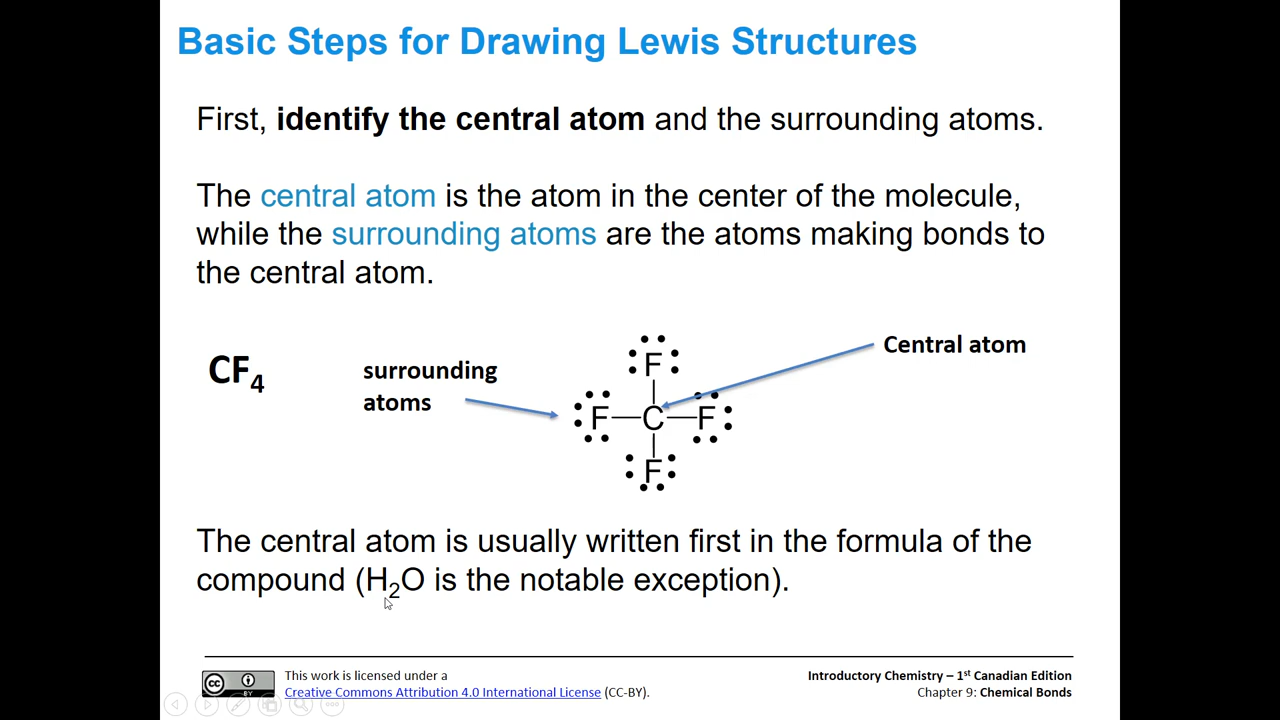 Basic Steps for Drawing Lewis Structures
First, identify the central atom and the surrounding atoms.
The central atom is the atom in the center of the molecule,
while the surrounding atoms are the atoms making bonds to
the central atom.
CF₄
surrounding
atoms
Central atom
F
F C F
F
The central atom is usually written first in the formula of the
compound (H₂O is the notable exception).
cc BY
This work is licensed under a
Creative Commons Attribution 4.0 International License (CC-BY).
Introductory Chemistry – 1st Canadian Edition
Chapter 9: Chemical Bonds